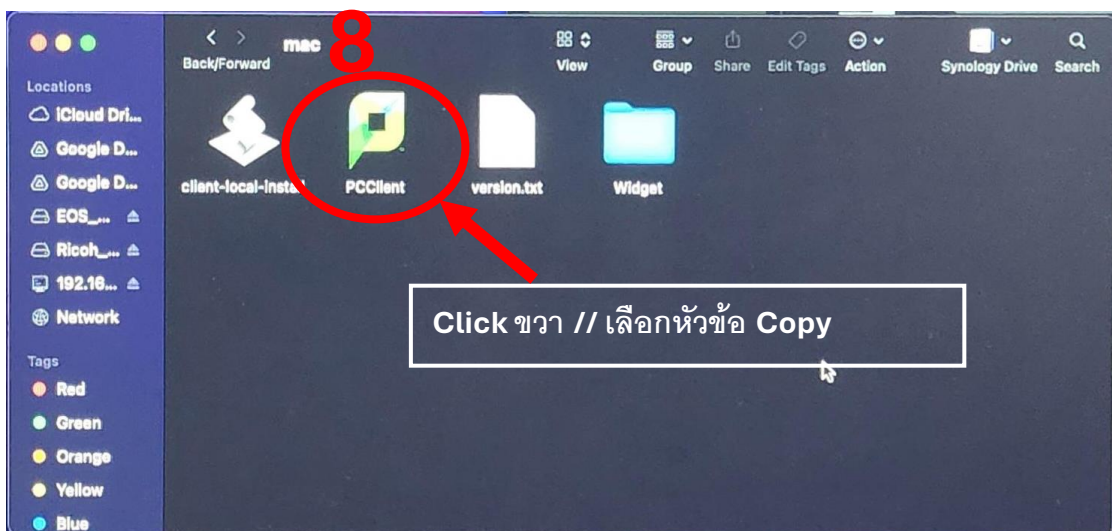 8
mac
Back/Forward
View
Group
Share
Edit Tags
Action
Synology Drive
Search
Locations
iCloud Dri...
Google D...
Google D...
EOS_...
Ricoh_...
192.16...
Network
Tags
Red
Green
Orange
Yellow
Blue
client-local-install
PCClient
version.txt
Widget
Click ขวา // เลือกหัวข้อ Copy